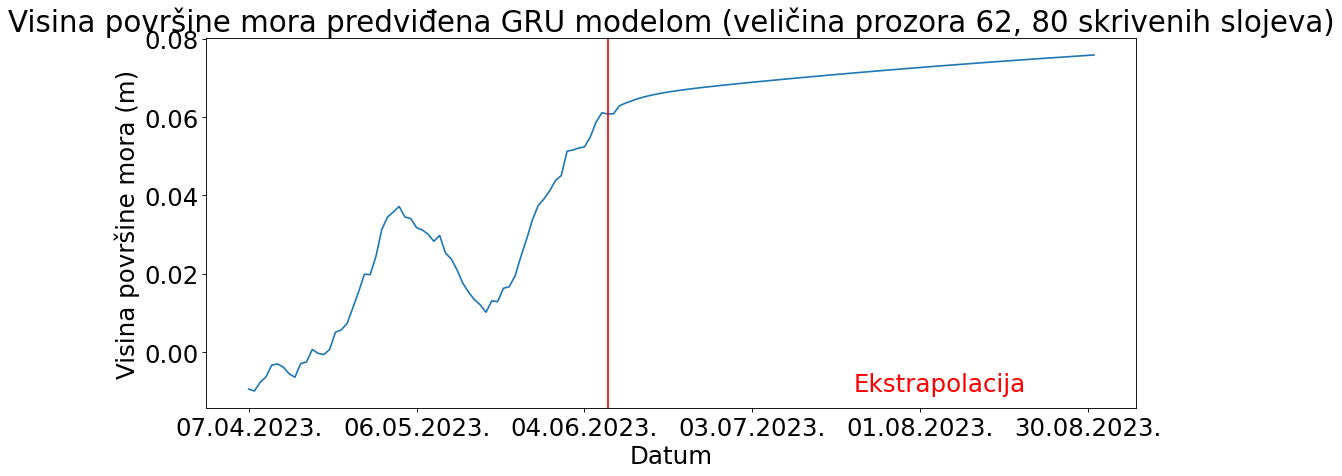 Visina površine mora predviđena GRU modelom (veličina prozora 62, 80 skrivenih slojeva)
Visina površine mora (m)
0.08
0.06
0.04
0.02
0.00
Ekstrapolacija
07.04.2023. 06.05.2023. 04.06.2023. 03.07.2023. 01.08.2023. 30.08.2023.
Datum